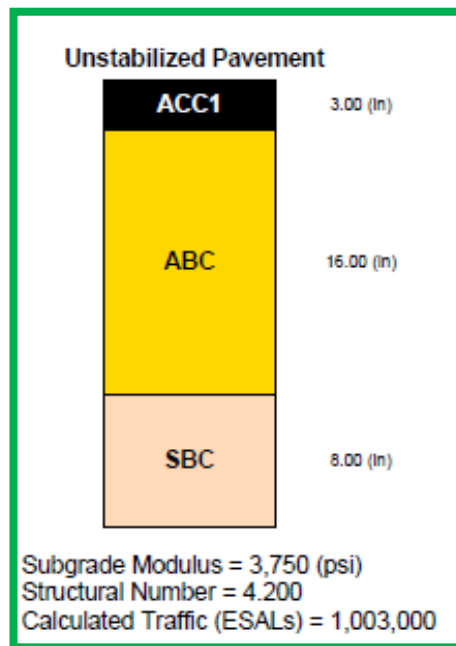 Unstabilized Pavement
ACC1 3.00 (in)
ABC 16.00 (in)
SBC 8.00 (in)
Subgrade Modulus = 3,750 (psi)
Structural Number = 4.200
Calculated Traffic (ESALs) = 1,003,000